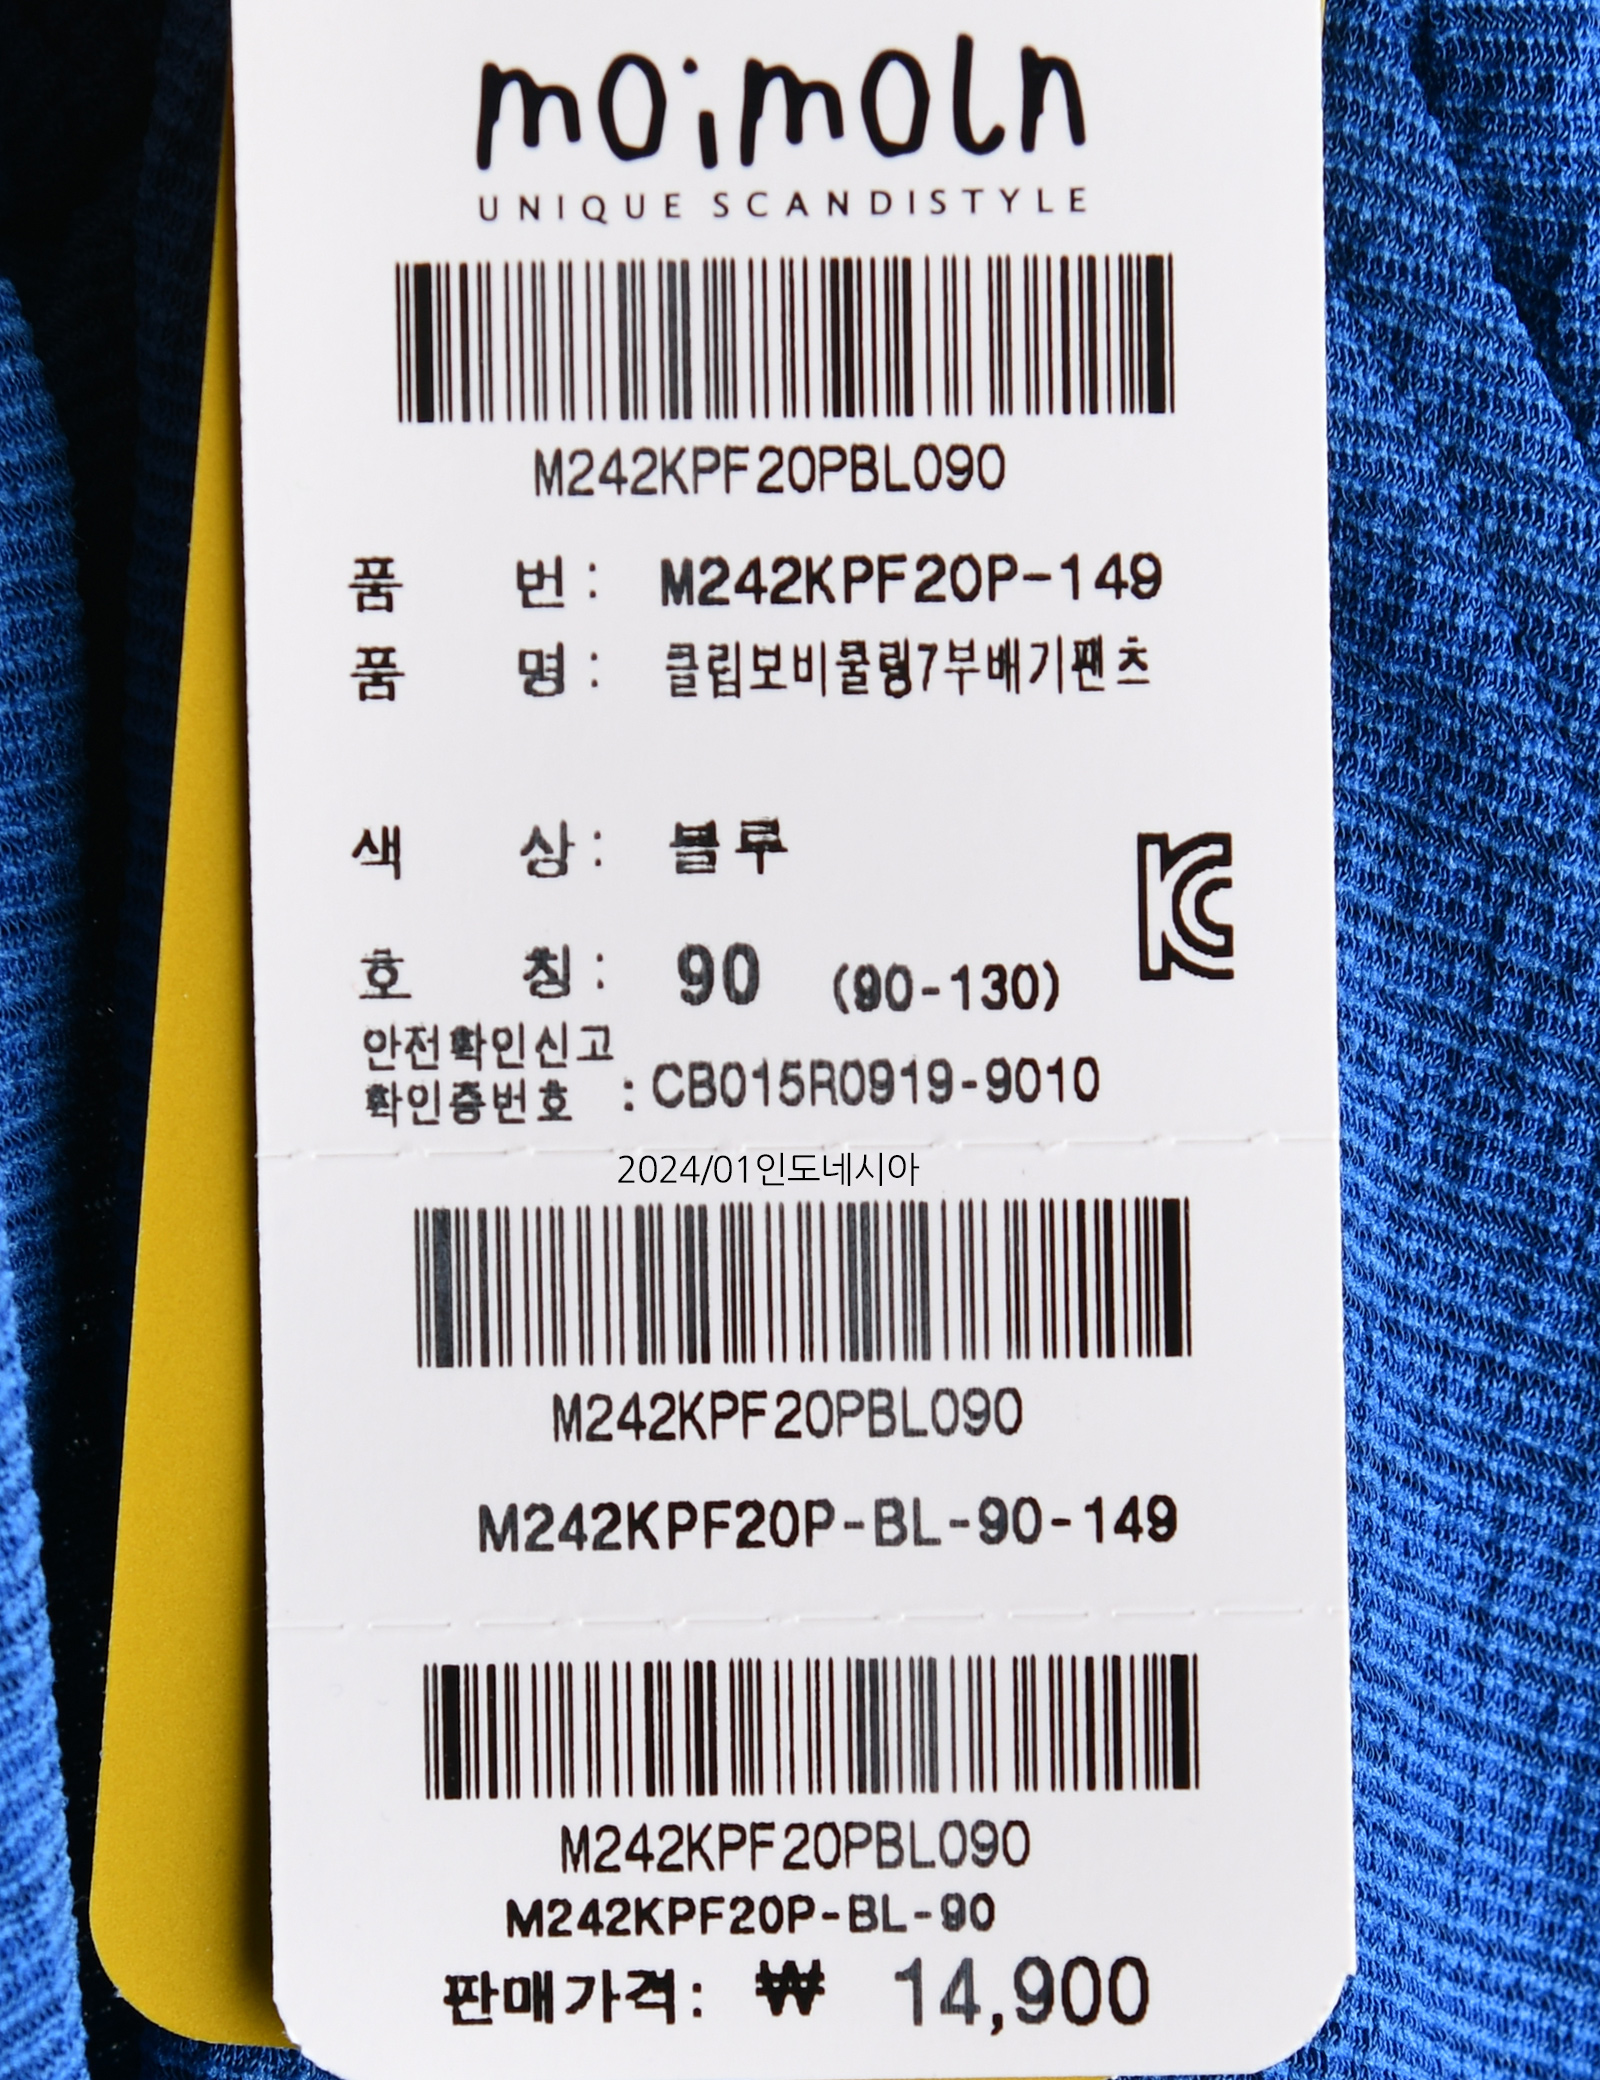 moimoln
UNIQUE SCANDISTYLE
M242KPF20PBL090
품 번 : M242KPF20P-149
품 명 : 클립보비쿨링7부배기팬츠
색 상 : 블루
호 칭 : 90 (90-130)
안전확인신고
확인증번호 : CB015R0919-9010
2024/01인도네시아
M242KPF20PBL090
M242KPF20P-BL-90-149
M242KPF20PBL090
M242KPF20P-BL-90
판매가격: ₩ 14,900